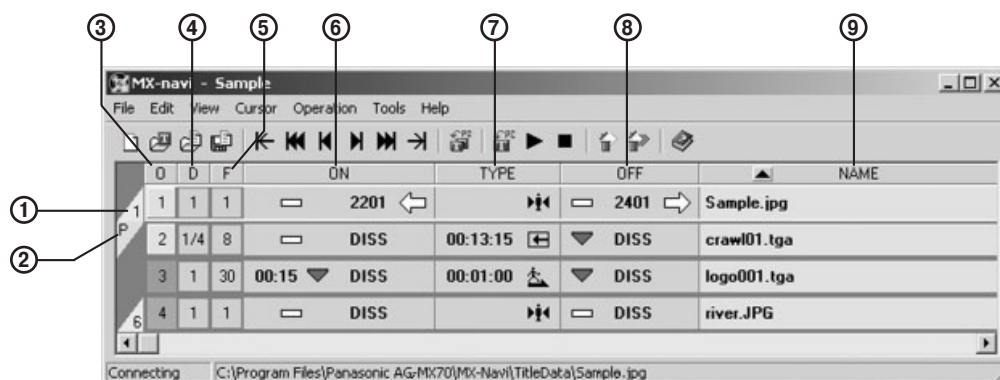 ③ ④ ⑤ ⑥ ⑦ ⑧ ⑨
MX-navi - Sample
File Edit View Cursor Operation Tools Help
O D F ON TYPE OFF NAME
① 1 1 1 1 2201 2401 Sample.jpg
② P 2 1/4 8 DISS 00:13:15 DISS crawl01.tga
3 1 30 00:15 DISS 00:01:00 DISS logo001.tga
6 4 1 1 DISS DISS river.JPG
Connecting C:\Program Files\Panasonic AG-MX70\MX-Navi\TitleData\Sample.jpg